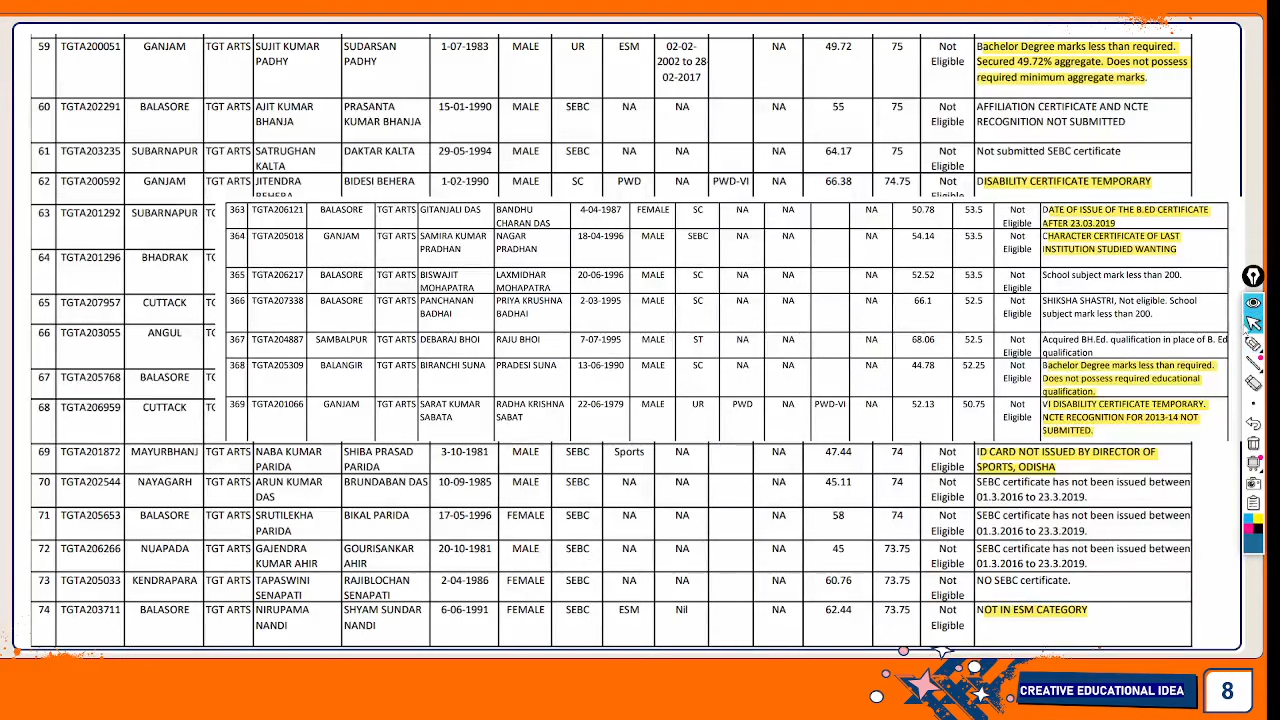 59 TGTA200051 GANJAM TGT ARTS SUJIT KUMAR SUDARSAN 1-07-1983 MALE UR ESM 02-02- NA 49.72 75 Not Bachelor Degree marks less than required.
PADHY PADHY 2002 to 28- Eligible Secured 49.72% aggregate. Does not possess
02-2017 required minimum aggregate marks.
60 TGTA202291 BALASORE TGT ARTS AJIT KUMAR PRASANTA 15-01-1990 MALE SEBC NA NA NA 55 75 Not AFFILIATION CERTIFICATE AND NCTE
BHANJA KUMAR BHANJA Eligible RECOGNITION NOT SUBMITTED
61 TGTA203235 SUBARNAPUR TGT ARTS SATRUGHAN DAKTAR KALTA 29-05-1994 MALE SEBC NA NA NA 64.17 75 Not Not submitted SEBC certificate
KALTA Eligible
62 TGTA200592 GANJAM TGT ARTS JITENDRA BIDESI BEHERA 1-02-1990 MALE SC PWD NA PWD-VI NA 66.38 74.75 Not DISABILITY CERTIFICATE TEMPORARY
BEHERA Eligible
63 TGTA201292 SUBARNAPUR
64 TGTA201296 BHADRAK
65 TGTA207957 CUTTACK
66 TGTA203055 ANGUL
67 TGTA205768 BALASORE
68 TGTA206959 CUTTACK
363 TGTA206121 BALASORE TGT ARTS GITANJALI DAS BANDHU 4-04-1987 FEMALE SC NA NA NA 50.78 53.5 Not DATE OF ISSUE OF THE B.ED CERTIFICATE
CHARAN DAS Eligible AFTER 23.03.2019
364 TGTA205018 GANJAM TGT ARTS SAMIRA KUMAR NAGAR 18-04-1996 MALE SEBC NA NA NA 54.14 53.5 Not CHARACTER CERTIFICATE OF LAST
PRADHAN PRADHAN Eligible INSTITUTION STUDIED WANTING
365 TGTA206217 BALASORE TGT ARTS BISWAJIT LAXMIDHAR 20-06-1996 MALE SC NA NA NA 52.52 53.5 Not School subject mark less than 200.
MOHAPATRA MOHAPATRA Eligible
366 TGTA207338 BALASORE TGT ARTS PANCHANAN PRIYA KRUSHNA 2-03-1995 MALE SC NA NA NA 66.1 52.5 Not SHIKSHA SHASTRI, Not eligible. School
BADHAI BADHAI Eligible subject mark less than 200.
367 TGTA204887 SAMBALPUR TGT ARTS DEBARAJ BHOI RAJU BHOI 7-07-1995 MALE ST NA NA NA 68.06 52.5 Not Acquired BH.Ed. qualification in place of B. Ed
Eligible qualification
368 TGTA205309 BALANGIR TGT ARTS BIRANCHI SUNA PRADESI SUNA 13-06-1990 MALE SC NA NA NA 44.78 52.25 Not Bachelor Degree marks less than required.
Eligible Does not possess required educational
qualification.
369 TGTA201066 GANJAM TGT ARTS SARAT KUMAR RADHA KRISHNA 22-06-1979 MALE UR PWD NA PWD-VI NA 52.13 50.75 Not VI DISABILITY CERTIFICATE TEMPORARY.
SABATA SABAT Eligible NCTE RECOGNITION FOR 2013-14 NOT
SUBMITTED.
69 TGTA201872 MAYURBHANJ TGT ARTS NABA KUMAR SHIBA PRASAD 3-10-1981 MALE SEBC Sports NA NA 47.44 74 Not ID CARD NOT ISSUED BY DIRECTOR OF
PARIDA PARIDA Eligible SPORTS, ODISHA
70 TGTA202544 NAYAGARH TGT ARTS ARUN KUMAR BRUNDABAN DAS 10-09-1985 MALE SEBC NA NA NA 45.11 74 Not SEBC certificate has not been issued between
DAS Eligible 01.3.2016 to 23.3.2019.
71 TGTA205653 BALASORE TGT ARTS SRUTILEKHA BIKAL PARIDA 17-05-1996 FEMALE SEBC NA NA NA 58 74 Not SEBC certificate has not been issued between
PARIDA Eligible 01.3.2016 to 23.3.2019.
72 TGTA206266 NUAPADA TGT ARTS GAJENDRA GOURISANKAR 20-10-1981 MALE SEBC NA NA NA 45 73.75 Not SEBC certificate has not been issued between
KUMAR AHIR AHIR Eligible 01.3.2016 to 23.3.2019.
73 TGTA205033 KENDRAPARA TGT ARTS TAPASWINI RAJIBLOCHAN 2-04-1986 FEMALE SEBC NA NA NA 60.76 73.75 Not NO SEBC certificate.
SENAPATI SENAPATI Eligible
74 TGTA203711 BALASORE TGT ARTS NIRUPAMA SHYAM SUNDAR 6-06-1991 FEMALE SEBC ESM Nil NA 62.44 73.75 Not NOT IN ESM CATEGORY
NANDI NANDI Eligible
CREATIVE EDUCATIONAL IDEA 8